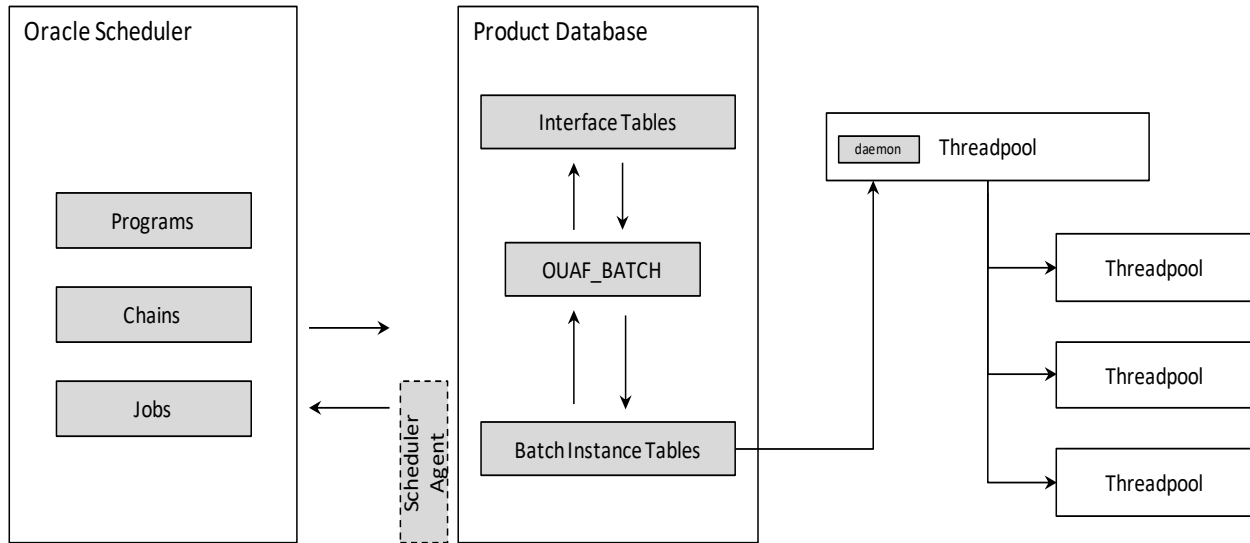 Oracle Scheduler
Programs
Chains
Jobs
Scheduler
Agent
Product Database
Interface Tables
OUAF_BATCH
Batch Instance Tables
daemon
Threadpool
Threadpool
Threadpool
Threadpool